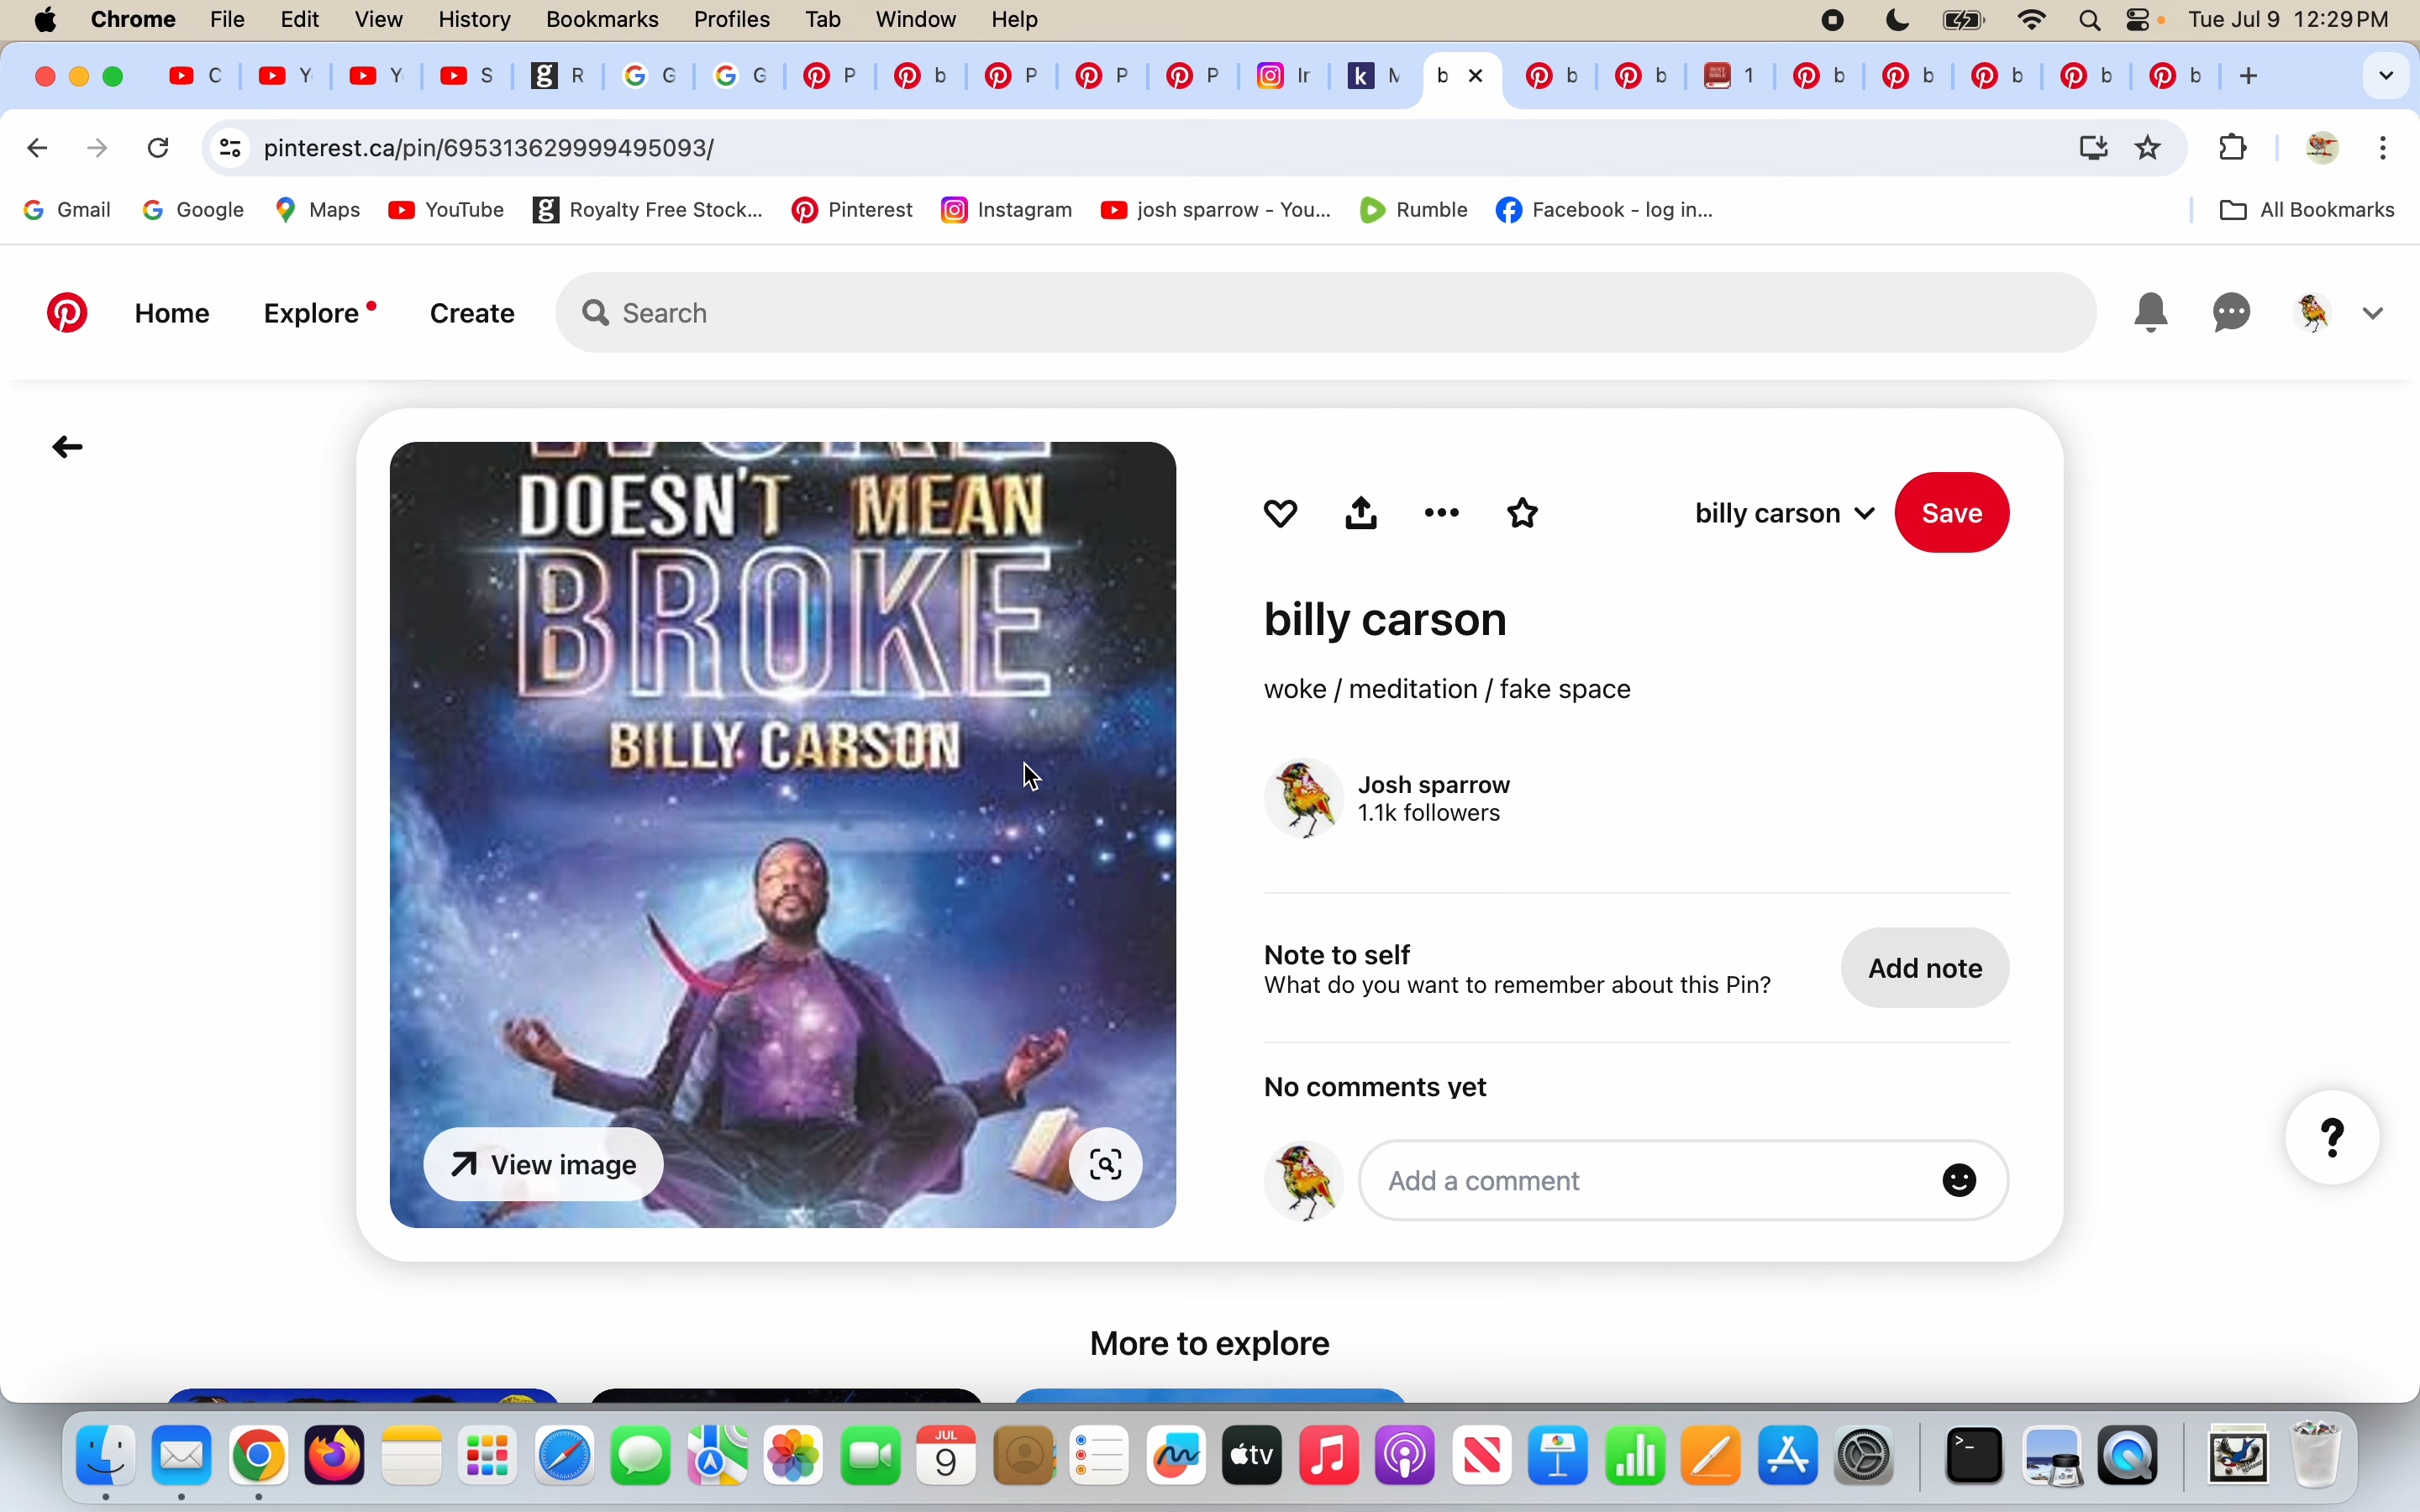 Chrome File Edit View History Bookmarks Profiles Tab Window Help Tue Jul 9 12:29 PM
C Y Y S R G G P b P P P Ir b b b 1 b b b b b
pinterest.ca/pin/695313629999495093/
Gmail Google Maps YouTube Royalty Free Stock... Pinterest Instagram josh sparrow - You... Rumble Facebook - log in... All Bookmarks
Home Explore Create Search
DOESN'T MEAN
BROKE
BILLY CARSON
View image
billy carson Save
billy carson
woke / meditation / fake space
Josh sparrow
1.1k followers
Note to self
What do you want to remember about this Pin?
Add note
No comments yet
Add a comment
?
More to explore
JUL
9
tv